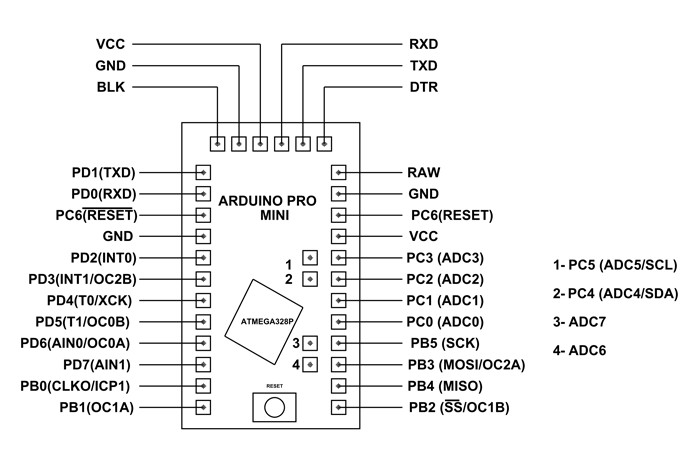 VCC
GND
BLK
RXD
TXD
DTR
PD1(TXD)
PD0(RXD)
PC6(RESET)
GND
PD2(INT0)
PD3(INT1/OC2B)
PD4(T0/XCK)
PD5(T1/OC0B)
PD6(AIN0/OC0A)
PD7(AIN1)
PB0(CLKO/ICP1)
PB1(OC1A)
ARDUINO PRO
MINI
1
2
ATMEGA328P
3
4
RESET
RAW
GND
PC6(RESET)
VCC
PC3 (ADC3)
PC2 (ADC2)
PC1 (ADC1)
PC0 (ADC0)
PB5 (SCK)
PB3 (MOSI/OC2A)
PB4 (MISO)
PB2 (SS/OC1B)
1- PC5 (ADC5/SCL)
2- PC4 (ADC4/SDA)
3- ADC7
4- ADC6